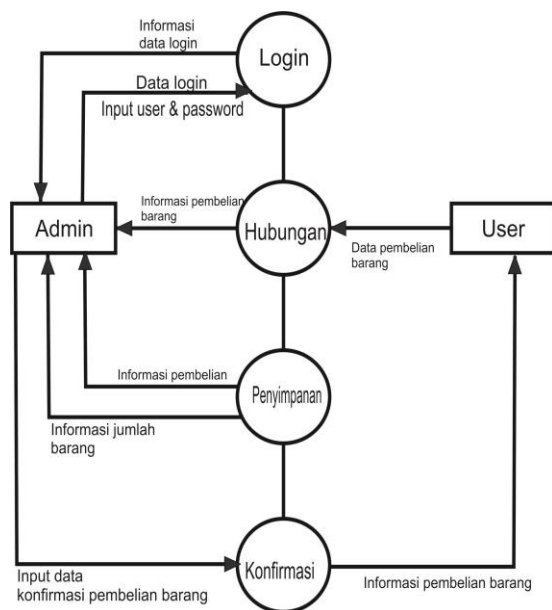 Informasi
data login
Login
Data login
Input user & password
Admin
Informasi pembelian
barang
Hubungan
Data pembelian
barang
User
Informasi pembelian
Penyimpanan
Informasi jumlah
barang
Input data
konfirmasi pembelian barang
Konfirmasi
Informasi pembelian barang